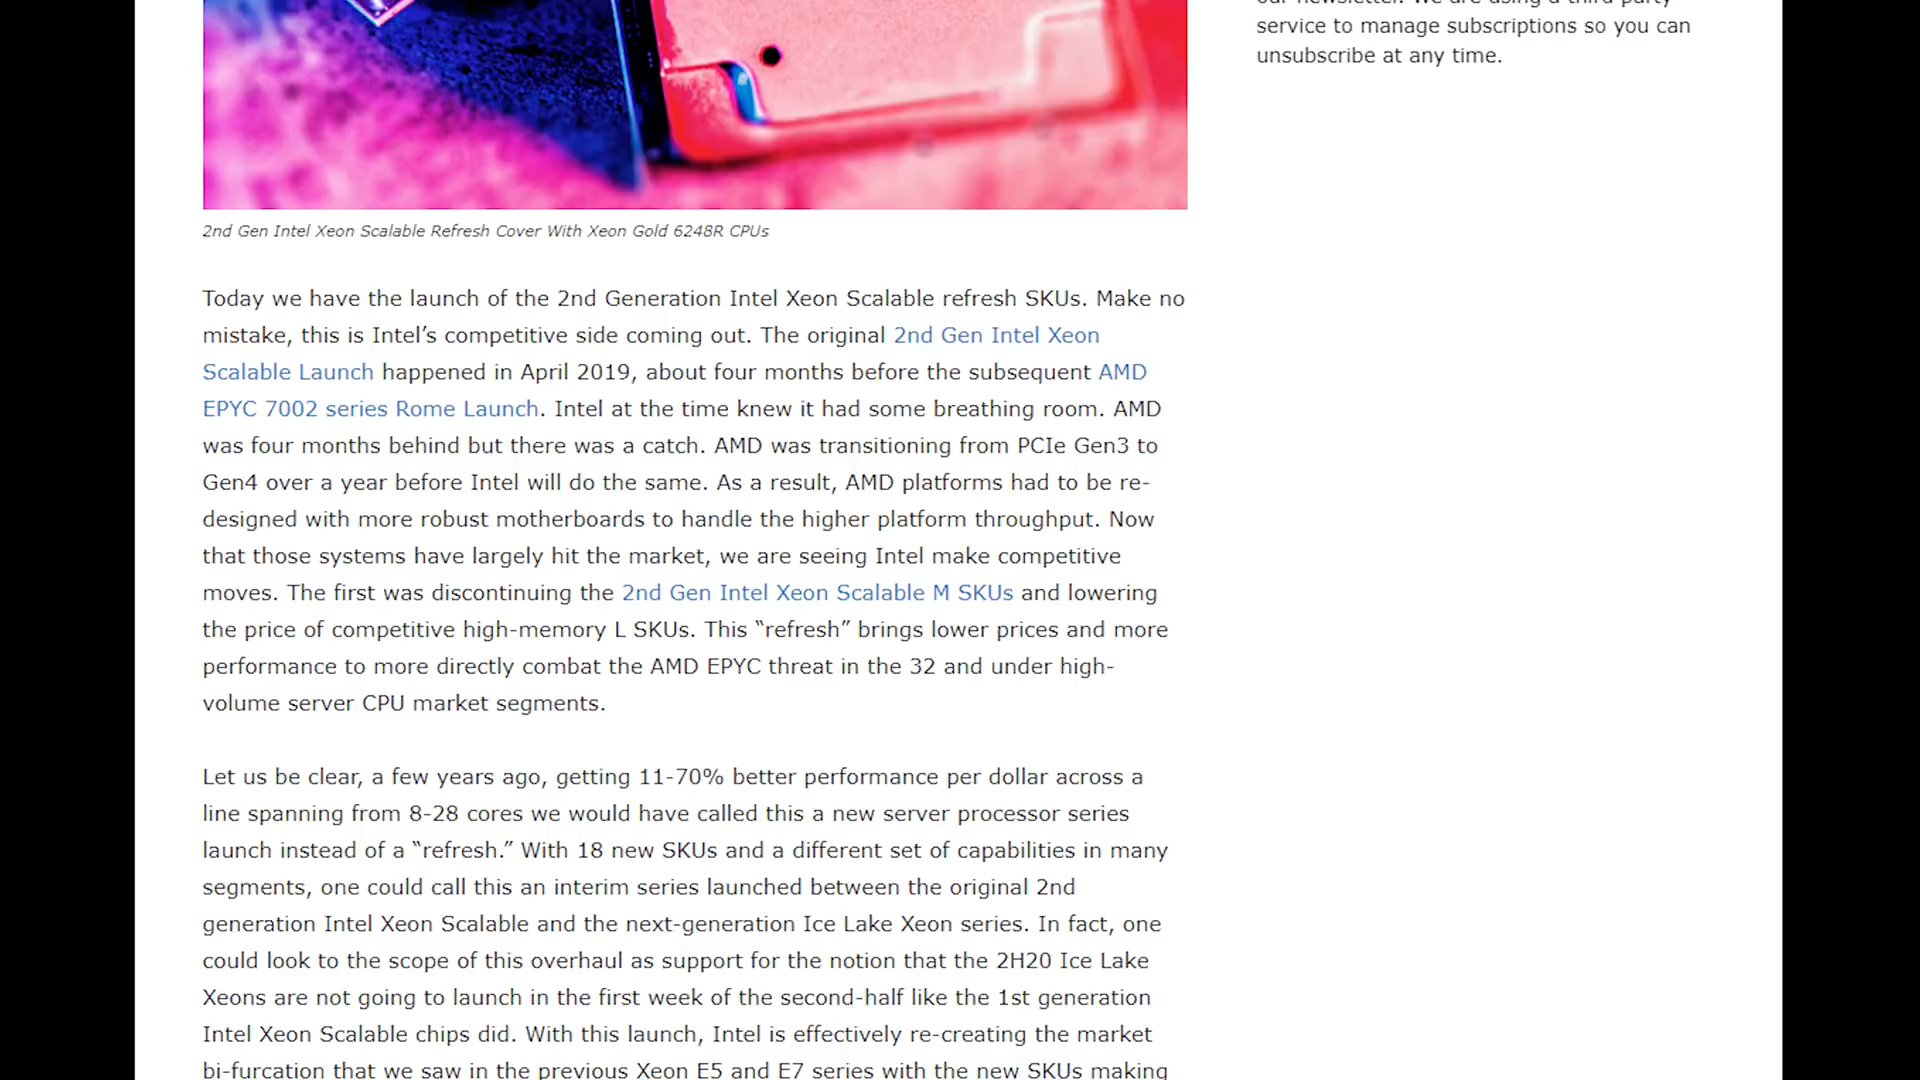 our newsletter. We are using a third party
service to manage subscriptions so you can
unsubscribe at any time.
2nd Gen Intel Xeon Scalable Refresh Cover With Xeon Gold 6248R CPUs
Today we have the launch of the 2nd Generation Intel Xeon Scalable refresh SKUs. Make no
mistake, this is Intel’s competitive side coming out. The original 2nd Gen Intel Xeon
Scalable Launch happened in April 2019, about four months before the subsequent AMD
EPYC 7002 series Rome Launch. Intel at the time knew it had some breathing room. AMD
was four months behind but there was a catch. AMD was transitioning from PCIe Gen3 to
Gen4 over a year before Intel will do the same. As a result, AMD platforms had to be re-
designed with more robust motherboards to handle the higher platform throughput. Now
that those systems have largely hit the market, we are seeing Intel make competitive
moves. The first was discontinuing the 2nd Gen Intel Xeon Scalable M SKUs and lowering
the price of competitive high-memory L SKUs. This “refresh” brings lower prices and more
performance to more directly combat the AMD EPYC threat in the 32 and under high-
volume server CPU market segments.
Let us be clear, a few years ago, getting 11-70% better performance per dollar across a
line spanning from 8-28 cores we would have called this a new server processor series
launch instead of a “refresh.” With 18 new SKUs and a different set of capabilities in many
segments, one could call this an interim series launched between the original 2nd
generation Intel Xeon Scalable and the next-generation Ice Lake Xeon series. In fact, one
could look to the scope of this overhaul as support for the notion that the 2H20 Ice Lake
Xeons are not going to launch in the first week of the second-half like the 1st generation
Intel Xeon Scalable chips did. With this launch, Intel is effectively re-creating the market
bi-furcation that we saw in the previous Xeon E5 and E7 series with the new SKUs making